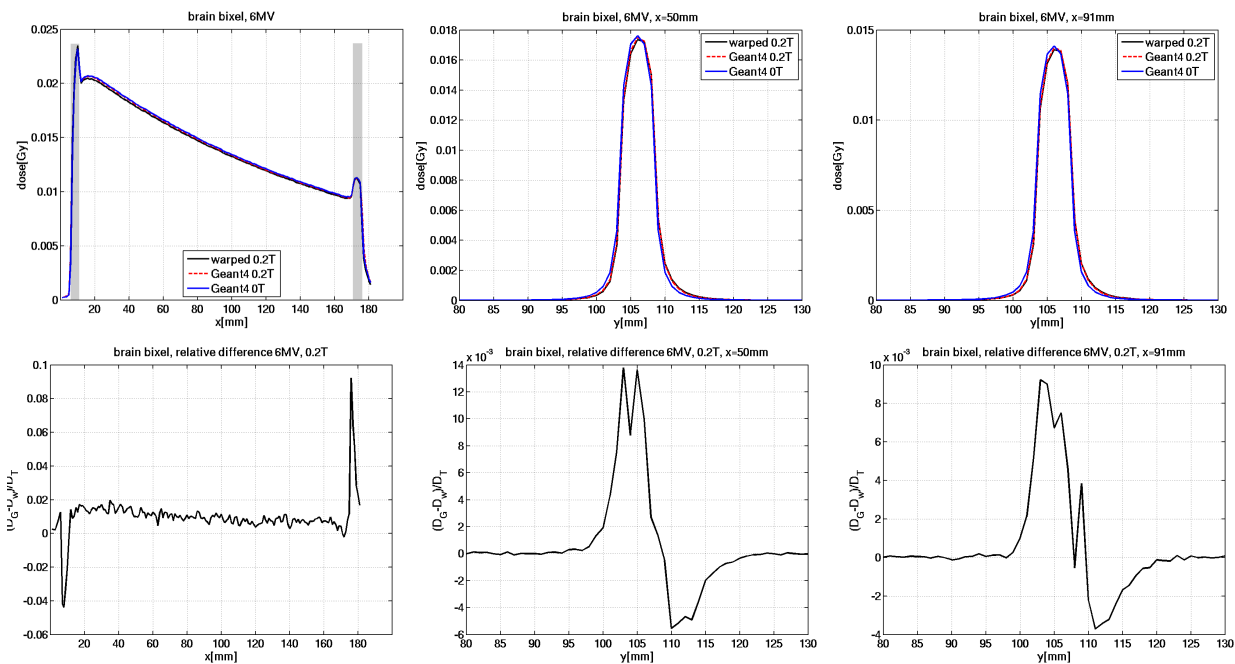 brain bixel, 6MV
0.025
0.02
0.015
0.01
0.005
0
dose[Gy]
warped 0.2T
Geant4 0.2T
Geant4 0T
0 20 40 60 80 100 120 140 160 180
x[mm]
brain bixel, 6MV, x=50mm
0.018
0.016
0.014
0.012
0.01
0.008
0.006
0.004
0.002
0
dose[Gy]
warped 0.2T
Geant4 0.2T
Geant4 0T
80 85 90 95 100 105 110 115 120 125 130
y[mm]
brain bixel, 6MV, x=91mm
0.015
0.01
0.005
0
dose[Gy]
warped 0.2T
Geant4 0.2T
Geant4 0T
80 85 90 95 100 105 110 115 120 125 130
y[mm]
brain bixel, relative difference 6MV, 0.2T
0.1
0.08
0.06
0.04
0.02
0
-0.02
-0.04
-0.06
(D_G-D_w)/D_T
20 40 60 80 100 120 140 160 180 200
x[mm]
x 10^-3
brain bixel, relative difference 6MV, 0.2T, x=50mm
14
12
10
8
6
4
2
0
-2
-4
-6
(D_G-D_w)/D_T
80 85 90 95 100 105 110 115 120 125 130
y[mm]
x 10^-3
brain bixel, relative difference 6MV, 0.2T, x=91mm
10
8
6
4
2
0
-2
-4
(D_G-D_w)/D_T
80 85 90 95 100 105 110 115 120 125 130
y[mm]